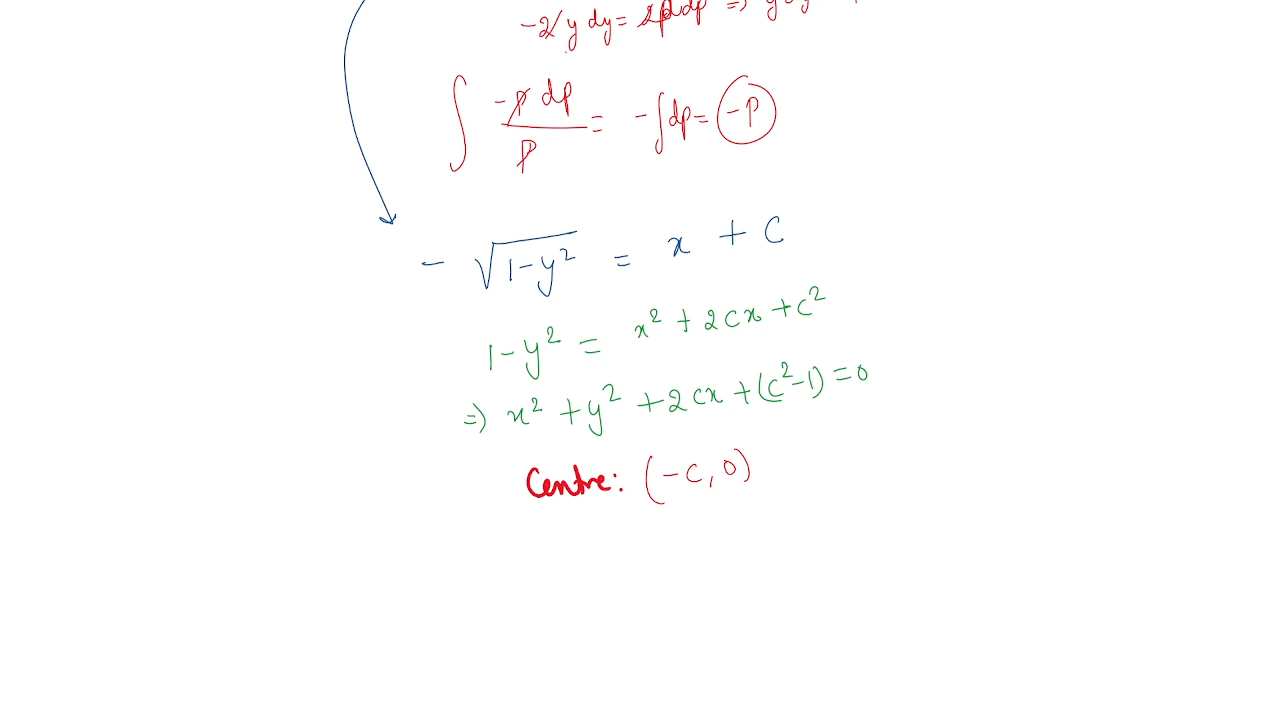 -2y dy = 2p dp ⇒
∫ -p dp / p = -∫dp = -p
- √(1-y²) = x + c
1-y² = x² + 2cx + c²
⇒ x² + y² + 2cx + (c²-1) = 0
Centre: (-c, 0)